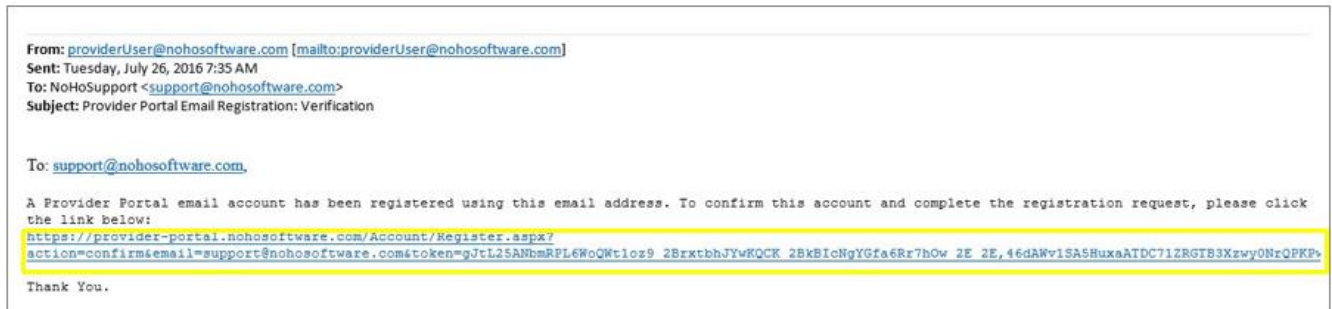 From: providerUser@nohosoftware.com [mailto:providerUser@nohosoftware.com]
Sent: Tuesday, July 26, 2016 7:35 AM
To: NoHoSupport <support@nohosoftware.com>
Subject: Provider Portal Email Registration: Verification
To: support@nohosoftware.com,
A Provider Portal email account has been registered using this email address. To confirm this account and complete the registration request, please click
the link below:
https://provider-portal.nohosoftware.com/Account/Register.aspx?
action=confirm&email=support@nohosoftware.com&token=gJtL25ANbmRPL6WoQWt1oz9_2BrxtbhJYwKQCK_2BkBIcNgYGfa6Rr7hOw_2E_2E,46dAWv1SA5HuxaATDC71ZRGTB3Xzwy0NrQPKP
Thank You.